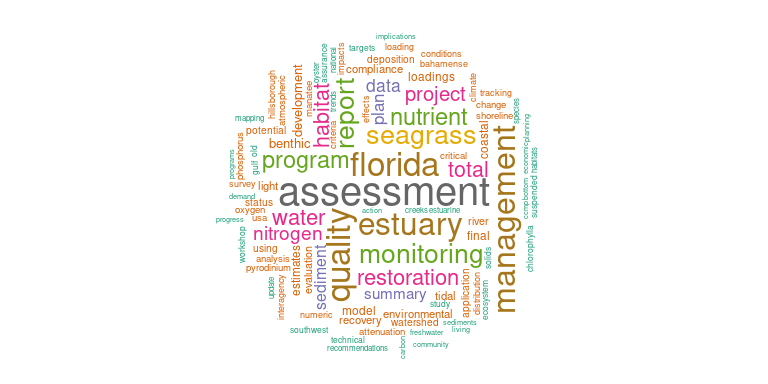 implications
targets
loading
conditions
bahamense
deposition
compliance
loadings
national
assurance
oyster
impacts
data
plan
project
climate
tracking
change
shoreline
species
hillsborough
atmospheric
development
manatee
habitat
trends
criteria
report
effects
nutrient
seagrass
coastal
mapping
potential
benthic
phosphorus
gulf
old
programs
program
florida
critical
total
management
planning
economic
habitats
suspended
survey
light
demand
status
assessment
oxygen
usa
progress
water
nitrogen
quality
action
creeks
estuarine
estuary
river
final
ccmp
bottom
workshop
using
analysis
pyrodinium
monitoring
solids
chlorophylla
update
interagency
estimates
evaluation
sediment
restoration
summary
tidal
study
application
distribution
ecosystem
numeric
model
recovery
environmental
watershed
sediments
living
southwest
attenuation
freshwater
technical
recommendations
carbon
community